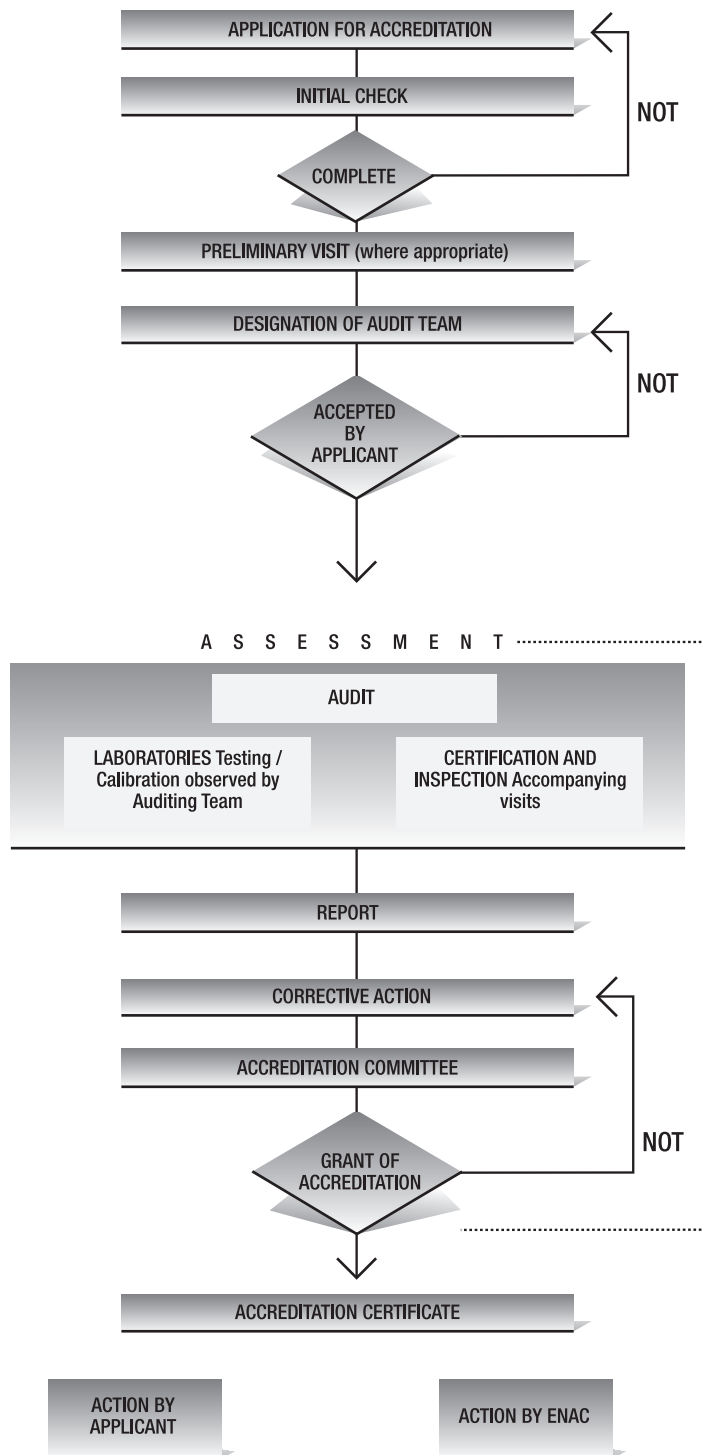 APPLICATION FOR ACCREDITATION
INITIAL CHECK
NOT
COMPLETE
PRELIMINARY VISIT (where appropriate)
DESIGNATION OF AUDIT TEAM
NOT
ACCEPTED
BY
APPLICANT
A S S E S S M E N T
AUDIT
LABORATORIES Testing /
Calibration observed by
Auditing Team
CERTIFICATION AND
INSPECTION Accompanying
visits
REPORT
CORRECTIVE ACTION
ACCREDITATION COMMITTEE
NOT
GRANT OF
ACCREDITATION
ACCREDITATION CERTIFICATE
ACTION BY
APPLICANT
ACTION BY ENAC